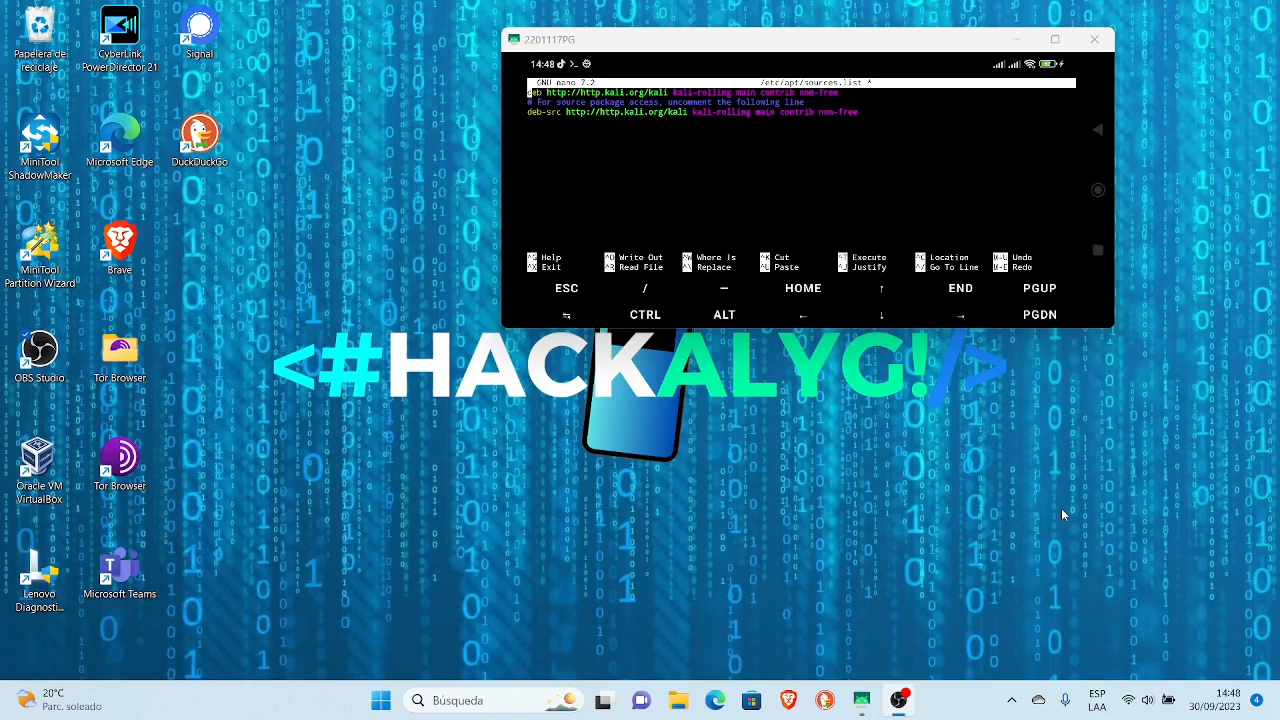 Papelera de
reciclaje
CyberLink
PowerDirector 21
Signal
MiniTool
ShadowMaker
Microsoft Edge
DuckDuckGo
MiniTool
Partition Wizard
Brave
OBS Studio
Tor Browser
Oracle VM
VirtualBox
Tor Browser
Lenovo
Diagnosti...
Microsoft Teams
2201117PG
14:48
GNU nano 7.2 /etc/apt/sources.list *
deb http://http.kali.org/kali kali-rolling main contrib non-free
# For source package access, uncomment the following line
deb-src http://http.kali.org/kali kali-rolling main contrib non-free
^G Help ^O Write Out ^W Where Is ^K Cut ^T Execute ^C Location M-U Undo
^X Exit ^R Read File ^\ Replace ^L Paste ^J Justify ^/ Go To Line M-E Redo
ESC / — HOME ↑ END PGUP
⇆ CTRL ALT ← ↓ → PGDN
<#HACKALYG!/>
20°C
Soleado
Búsqueda
ESP
LAA
14:48
30/09/2023
4